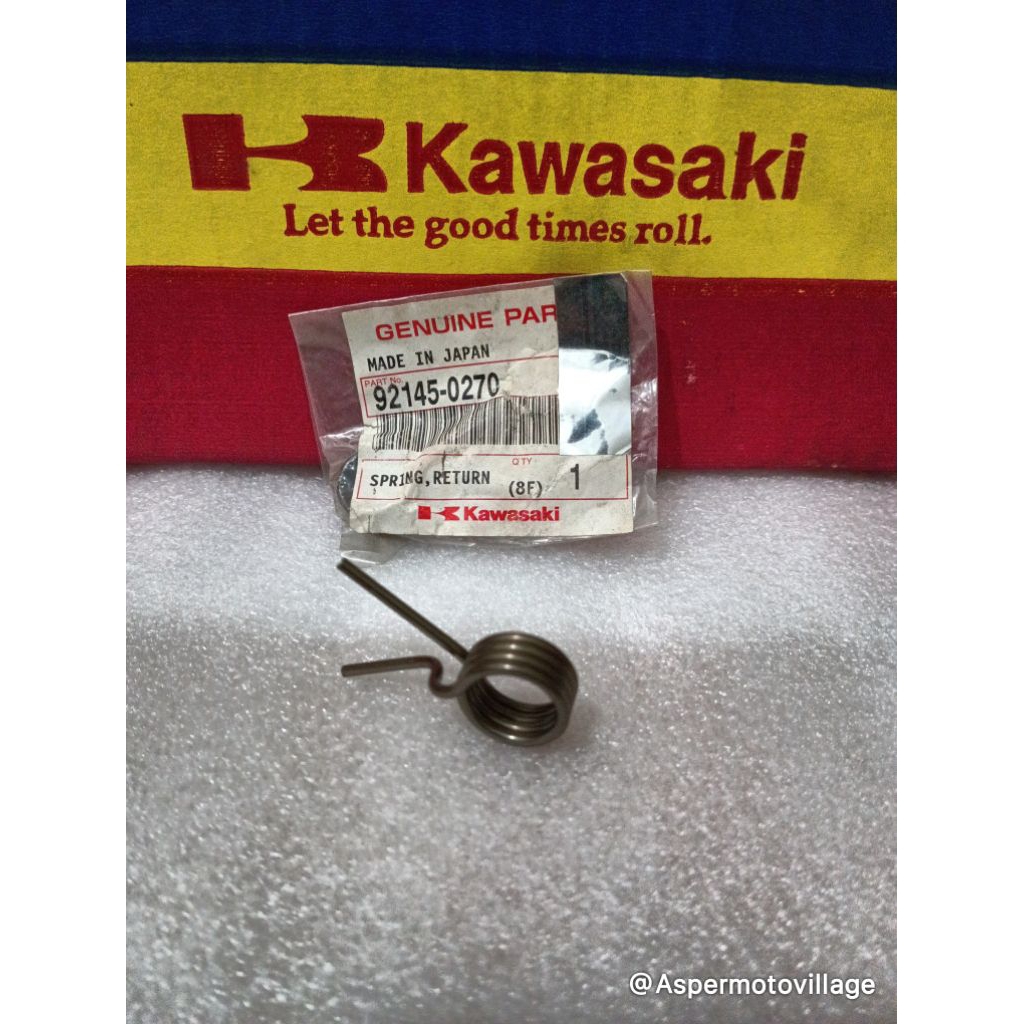 Kawasaki
Let the good times roll.
GENUINE PAR
MADE IN JAPAN
PART No.
92145-0270
QTY
SPRING,RETURN (8F) 1
Kawasaki
@Aspermotovillage